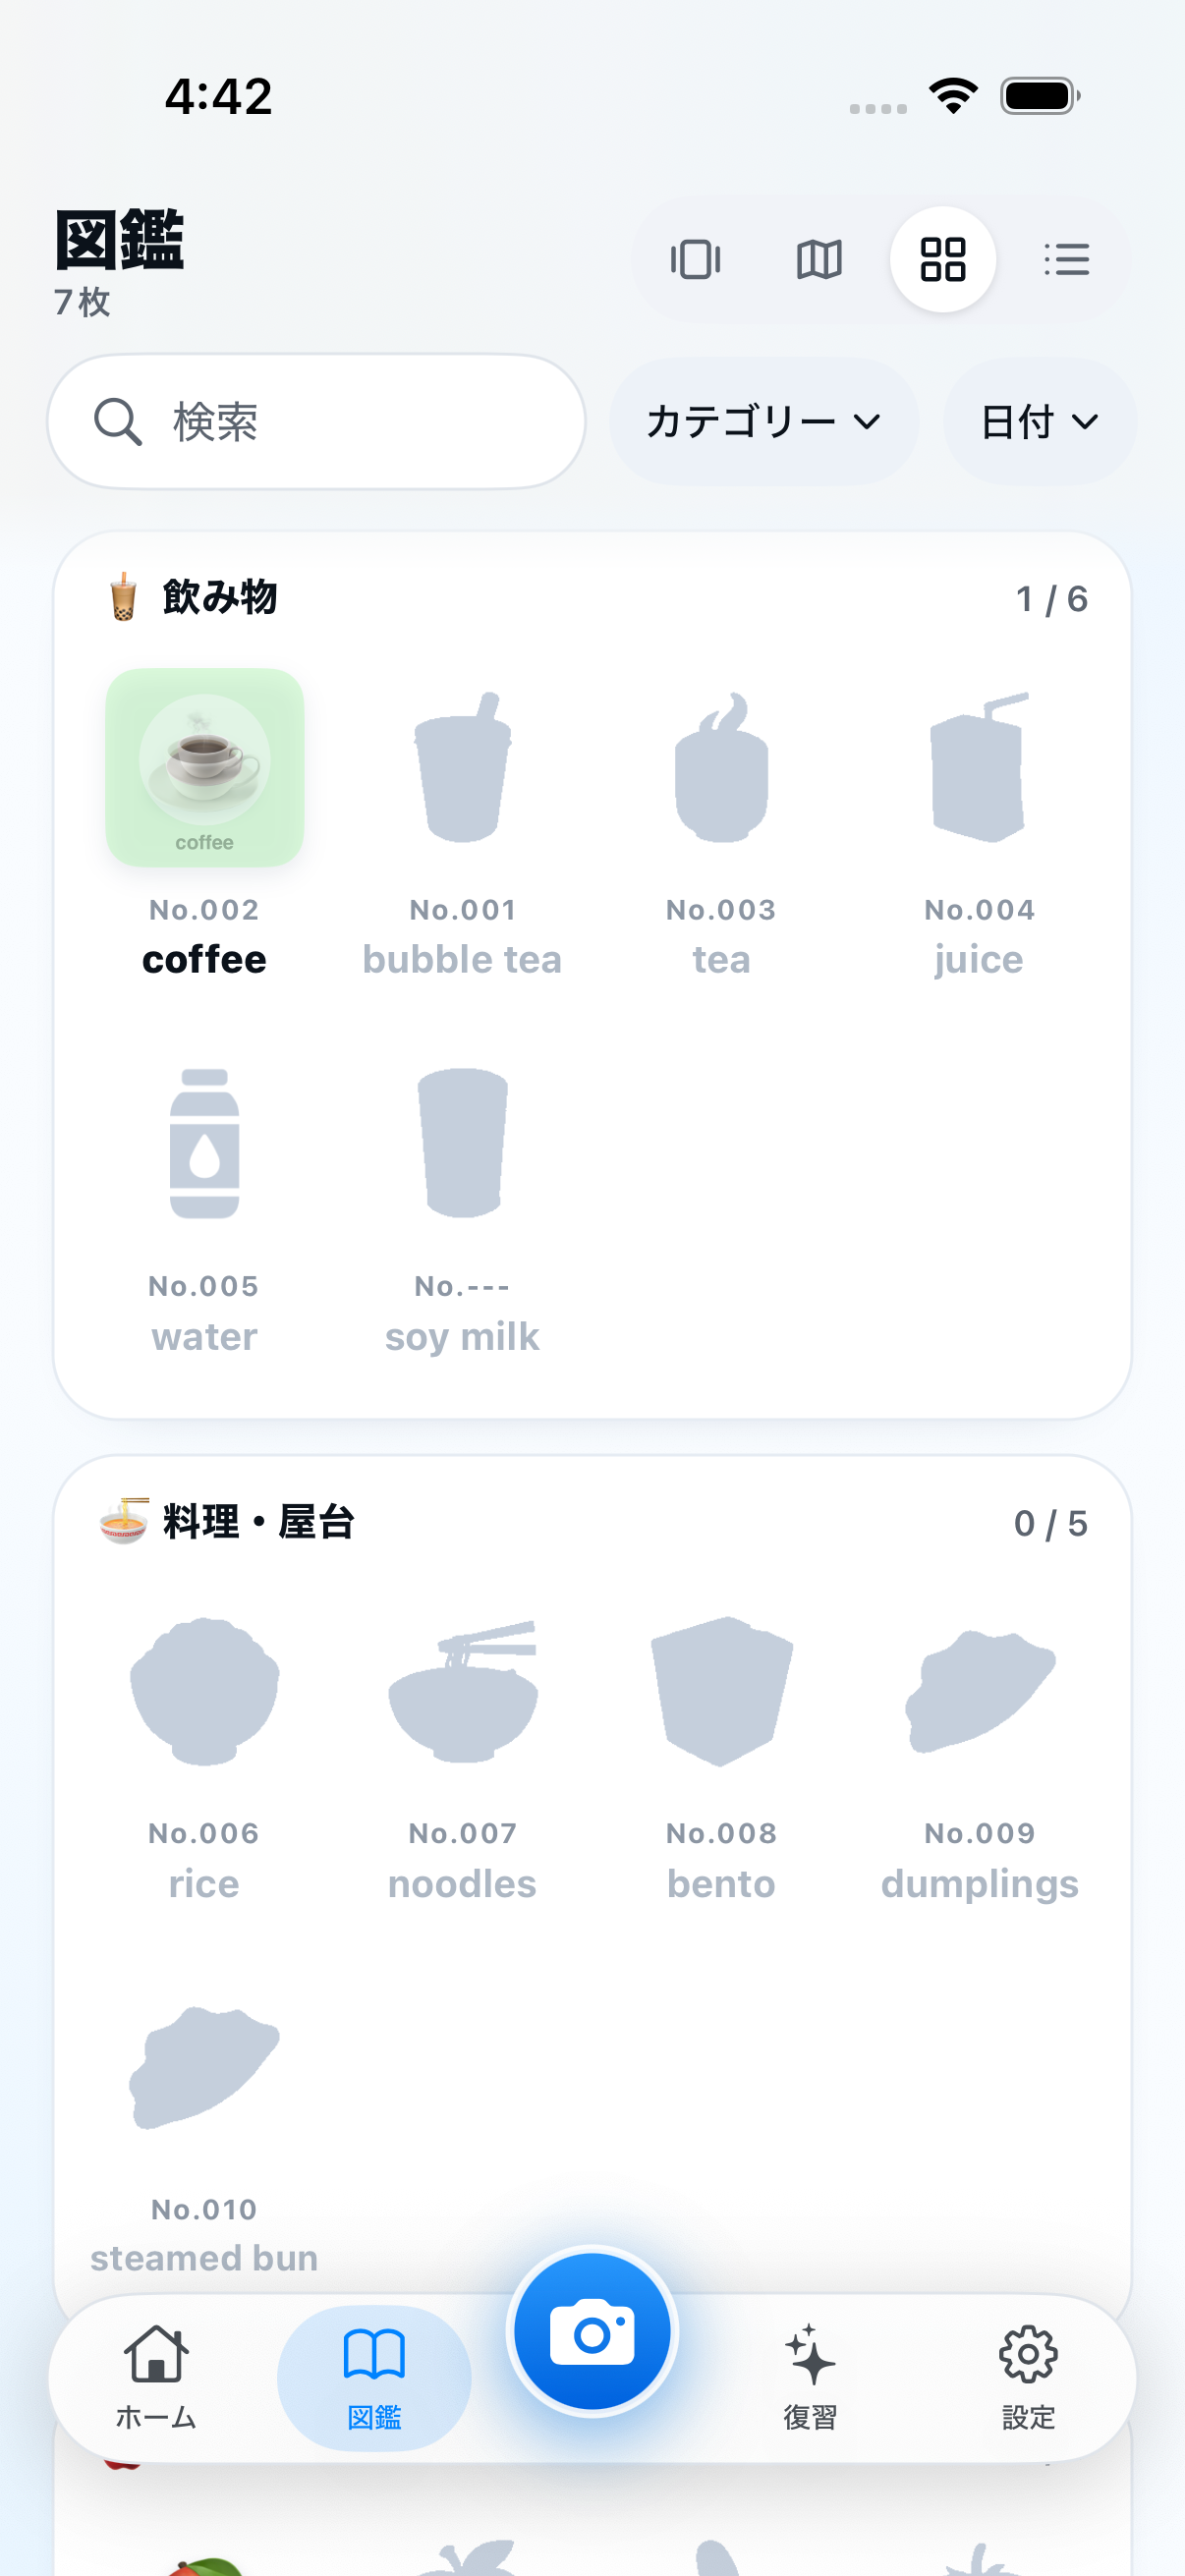 4:42
図鑑
7枚
検索
カテゴリー
日付
飲み物
1 / 6
coffee
No.002
No.001
No.003
No.004
coffee
bubble tea
tea
juice
No.005
No.---
water
soy milk
料理・屋台
0 / 5
No.006
No.007
No.008
No.009
rice
noodles
bento
dumplings
No.010
steamed bun
ホーム
図鑑
復習
設定